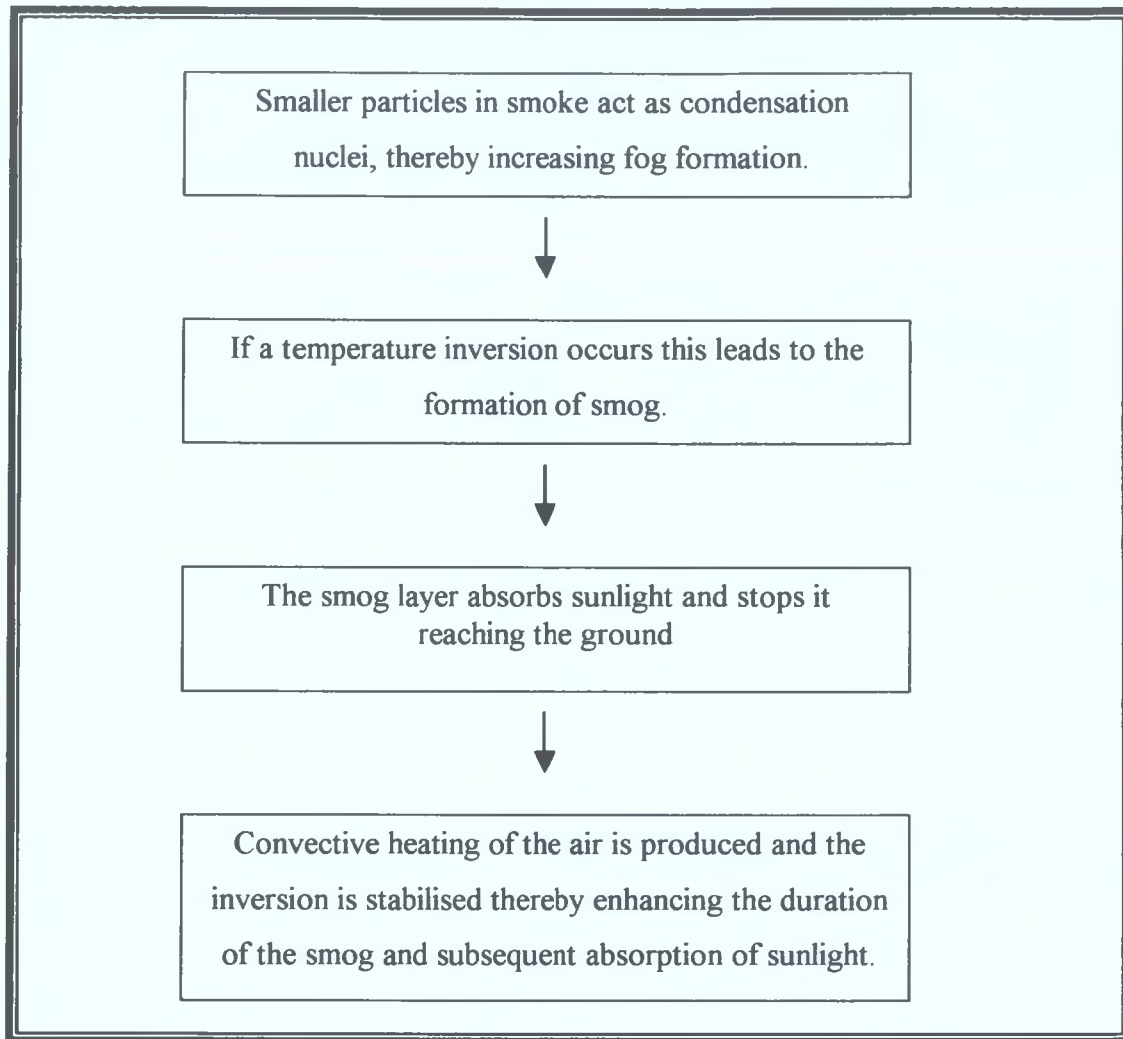 Smaller particles in smoke act as condensation
nuclei, thereby increasing fog formation.
If a temperature inversion occurs this leads to the
formation of smog.
The smog layer absorbs sunlight and stops it
reaching the ground
Convective heating of the air is produced and the
inversion is stabilised thereby enhancing the duration
of the smog and subsequent absorption of sunlight.